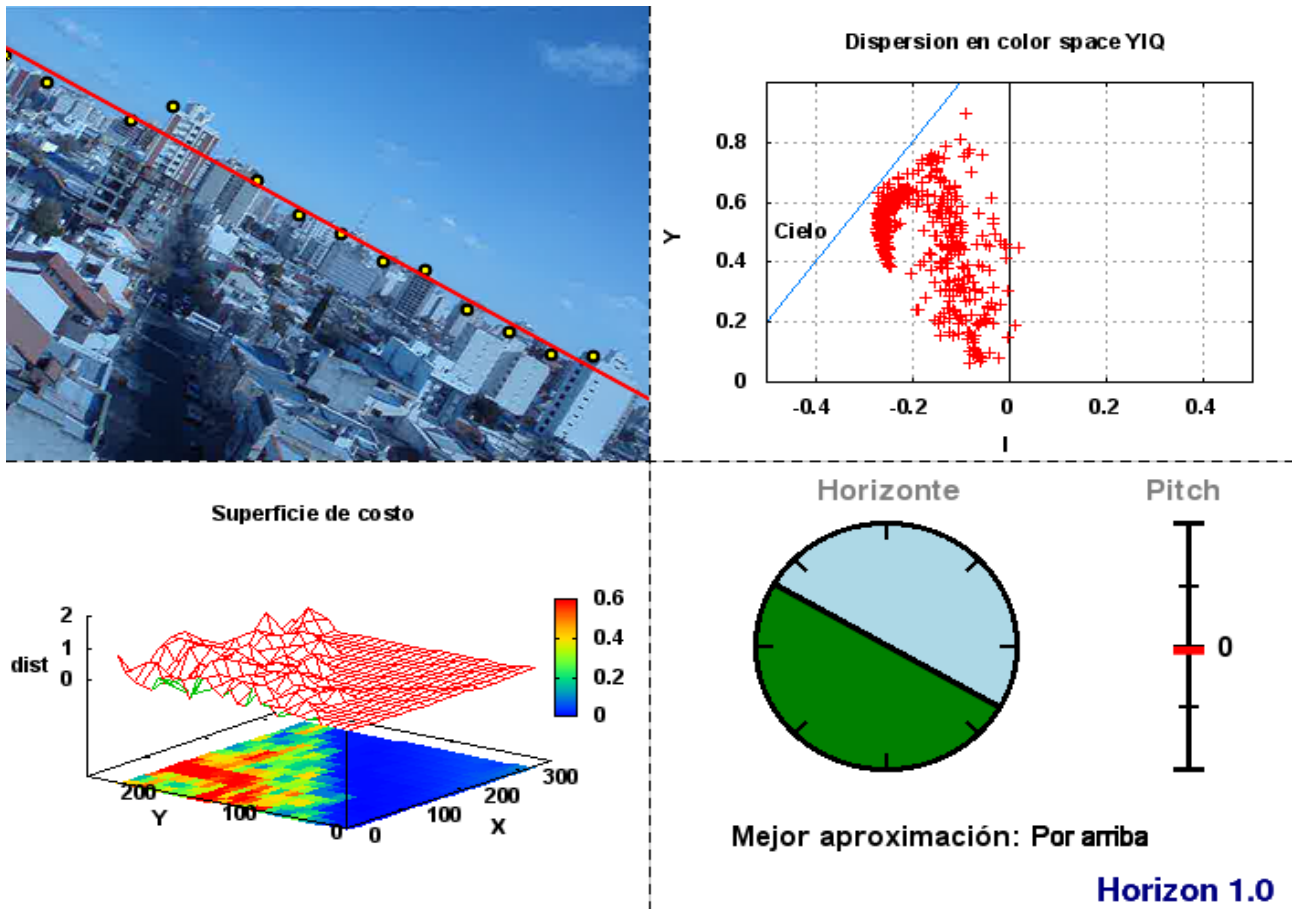 Dispersion en color space YIQ
0.8
0.6
Cielo
Y
0.4
0.2
0
-0.4 -0.2 0 0.2 0.4
I
Superficie de costo
2
1
dist
0
0.6
0.4
0.2
0
200
Y
100
0
0
100
X
200
300
Horizonte
Pitch
0
Mejor aproximación: Por arriba
Horizon 1.0